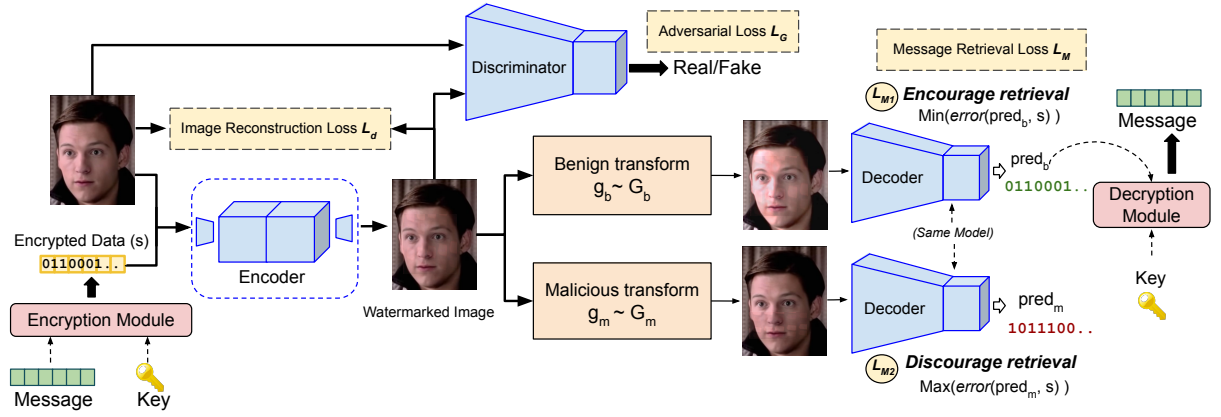 Adversarial Loss L_G
Discriminator
Real/Fake
Message Retrieval Loss L_M
Image Reconstruction Loss L_d
L_M1 Encourage retrieval
Min(error(pred_b, s) )
Message
Benign transform
g_b ~ G_b
Decoder
pred_b
0110001..
Decryption
Module
Encrypted Data (s)
0110001..
Encoder
(Same Model)
Key
Watermarked Image
Encryption Module
Malicious transform
g_m ~ G_m
Decoder
pred_m
1011100..
L_M2 Discourage retrieval
Max(error(pred_m, s) )
Message
Key